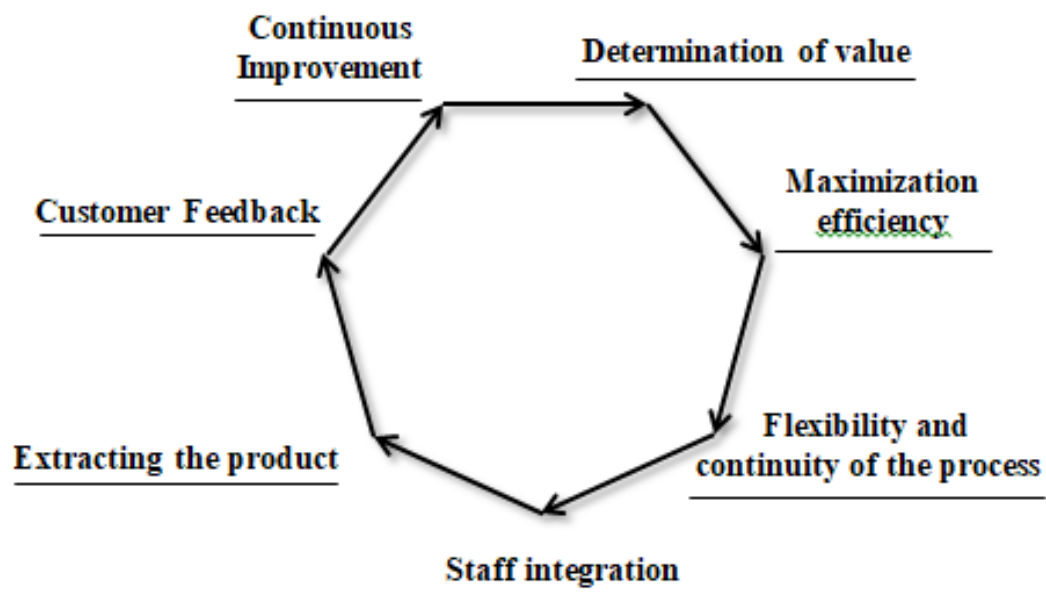 Continuous
Improvement
Determination of value
Maximization
efficiency
Flexibility and
continuity of the process
Staff integration
Extracting the product
Customer Feedback